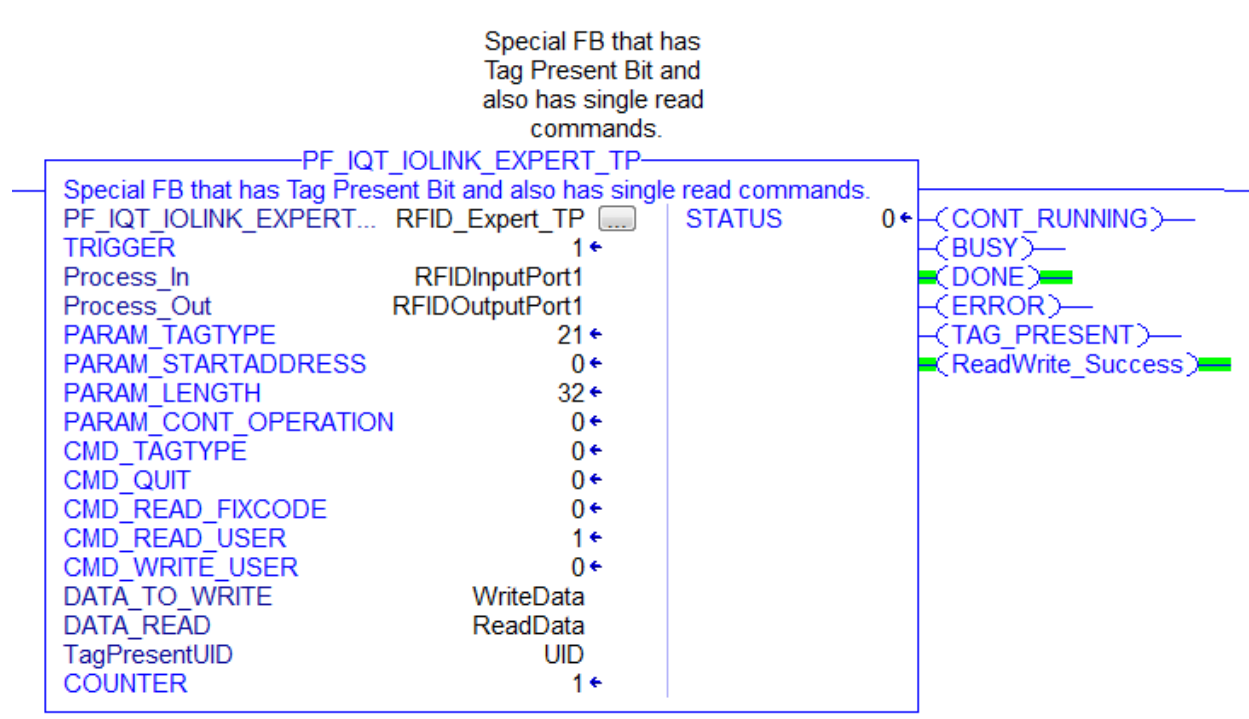 Special FB that has
Tag Present Bit and
also has single read
commands.
PF_IQT_IOLINK_EXPERT_TP
Special FB that has Tag Present Bit and also has single read commands.
PF_IQT_IOLINK_EXPERT... RFID_Expert_TP ... STATUS 0 CONT_RUNNING
TRIGGER 1 BUSY
Process_In RFIDInputPort1 DONE
Process_Out RFIDOutputPort1 ERROR
PARAM_TAGTYPE 21 TAG_PRESENT
PARAM_STARTADDRESS 0 ReadWrite_Success
PARAM_LENGTH 32
PARAM_CONT_OPERATION 0
CMD_TAGTYPE 0
CMD_QUIT 0
CMD_READ_FIXCODE 0
CMD_READ_USER 1
CMD_WRITE_USER 0
DATA_TO_WRITE WriteData
DATA_READ ReadData
TagPresentUID UID
COUNTER 1